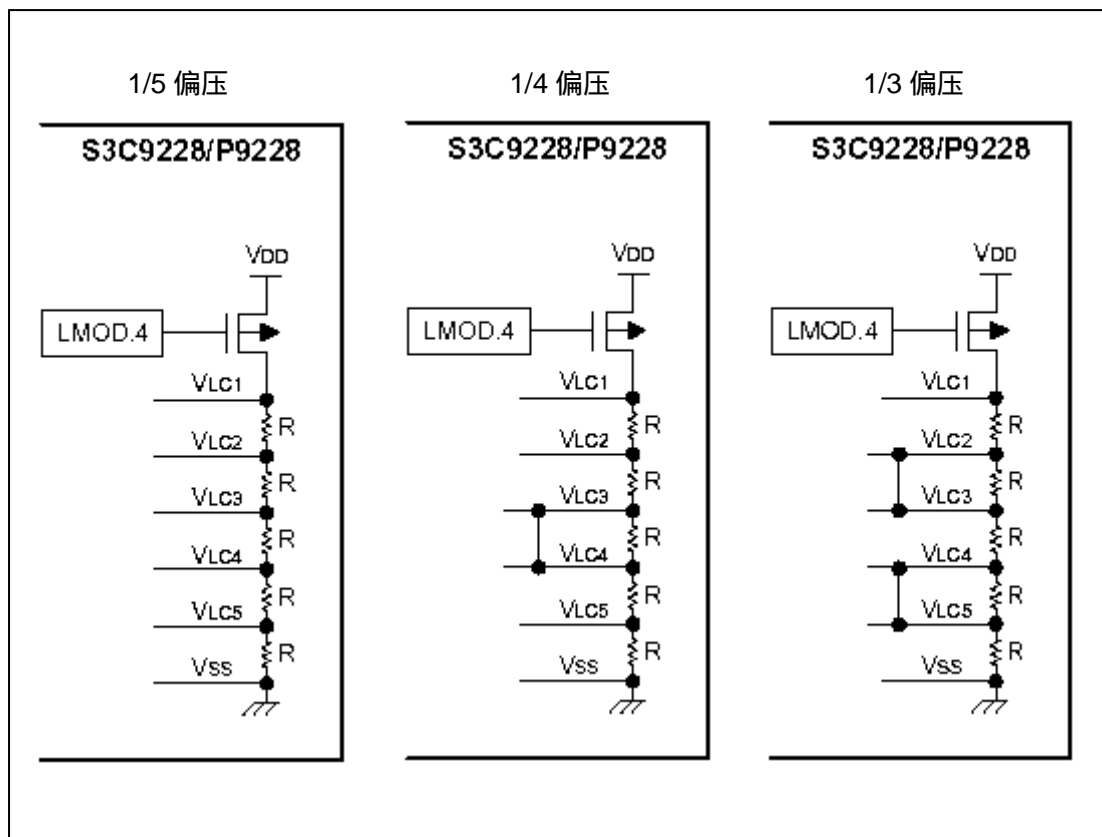 1/5 偏压
S3C9228/P9228
VDD
LMOD.4
VLC1
R
VLC2
R
VLC3
R
VLC4
R
VLC5
R
VSS
1/4 偏压
S3C9228/P9228
VDD
LMOD.4
VLC1
R
VLC2
R
VLC3
R
VLC4
R
VLC5
R
VSS
1/3 偏压
S3C9228/P9228
VDD
LMOD.4
VLC1
R
VLC2
R
VLC3
R
VLC4
R
VLC5
R
VSS